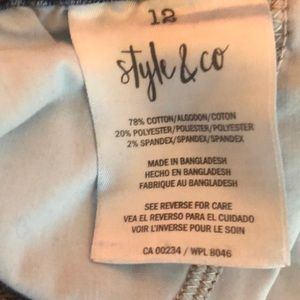 12
style & co
78% COTTON/ALGODON/COTON
20% POLYESTER/POLIESTER/POLYESTER
2% SPANDEX/SPANDEX/SPANDEX
MADE IN BANGLADESH
HECHO EN BANGLADESH
FABRIQUE AU BANGLADESH
SEE REVERSE FOR CARE
VEA EL REVERSO PARA EL CUIDADO
VOIR L'INVERSE POUR LE SOIN
CA 00234 / WPL 8046